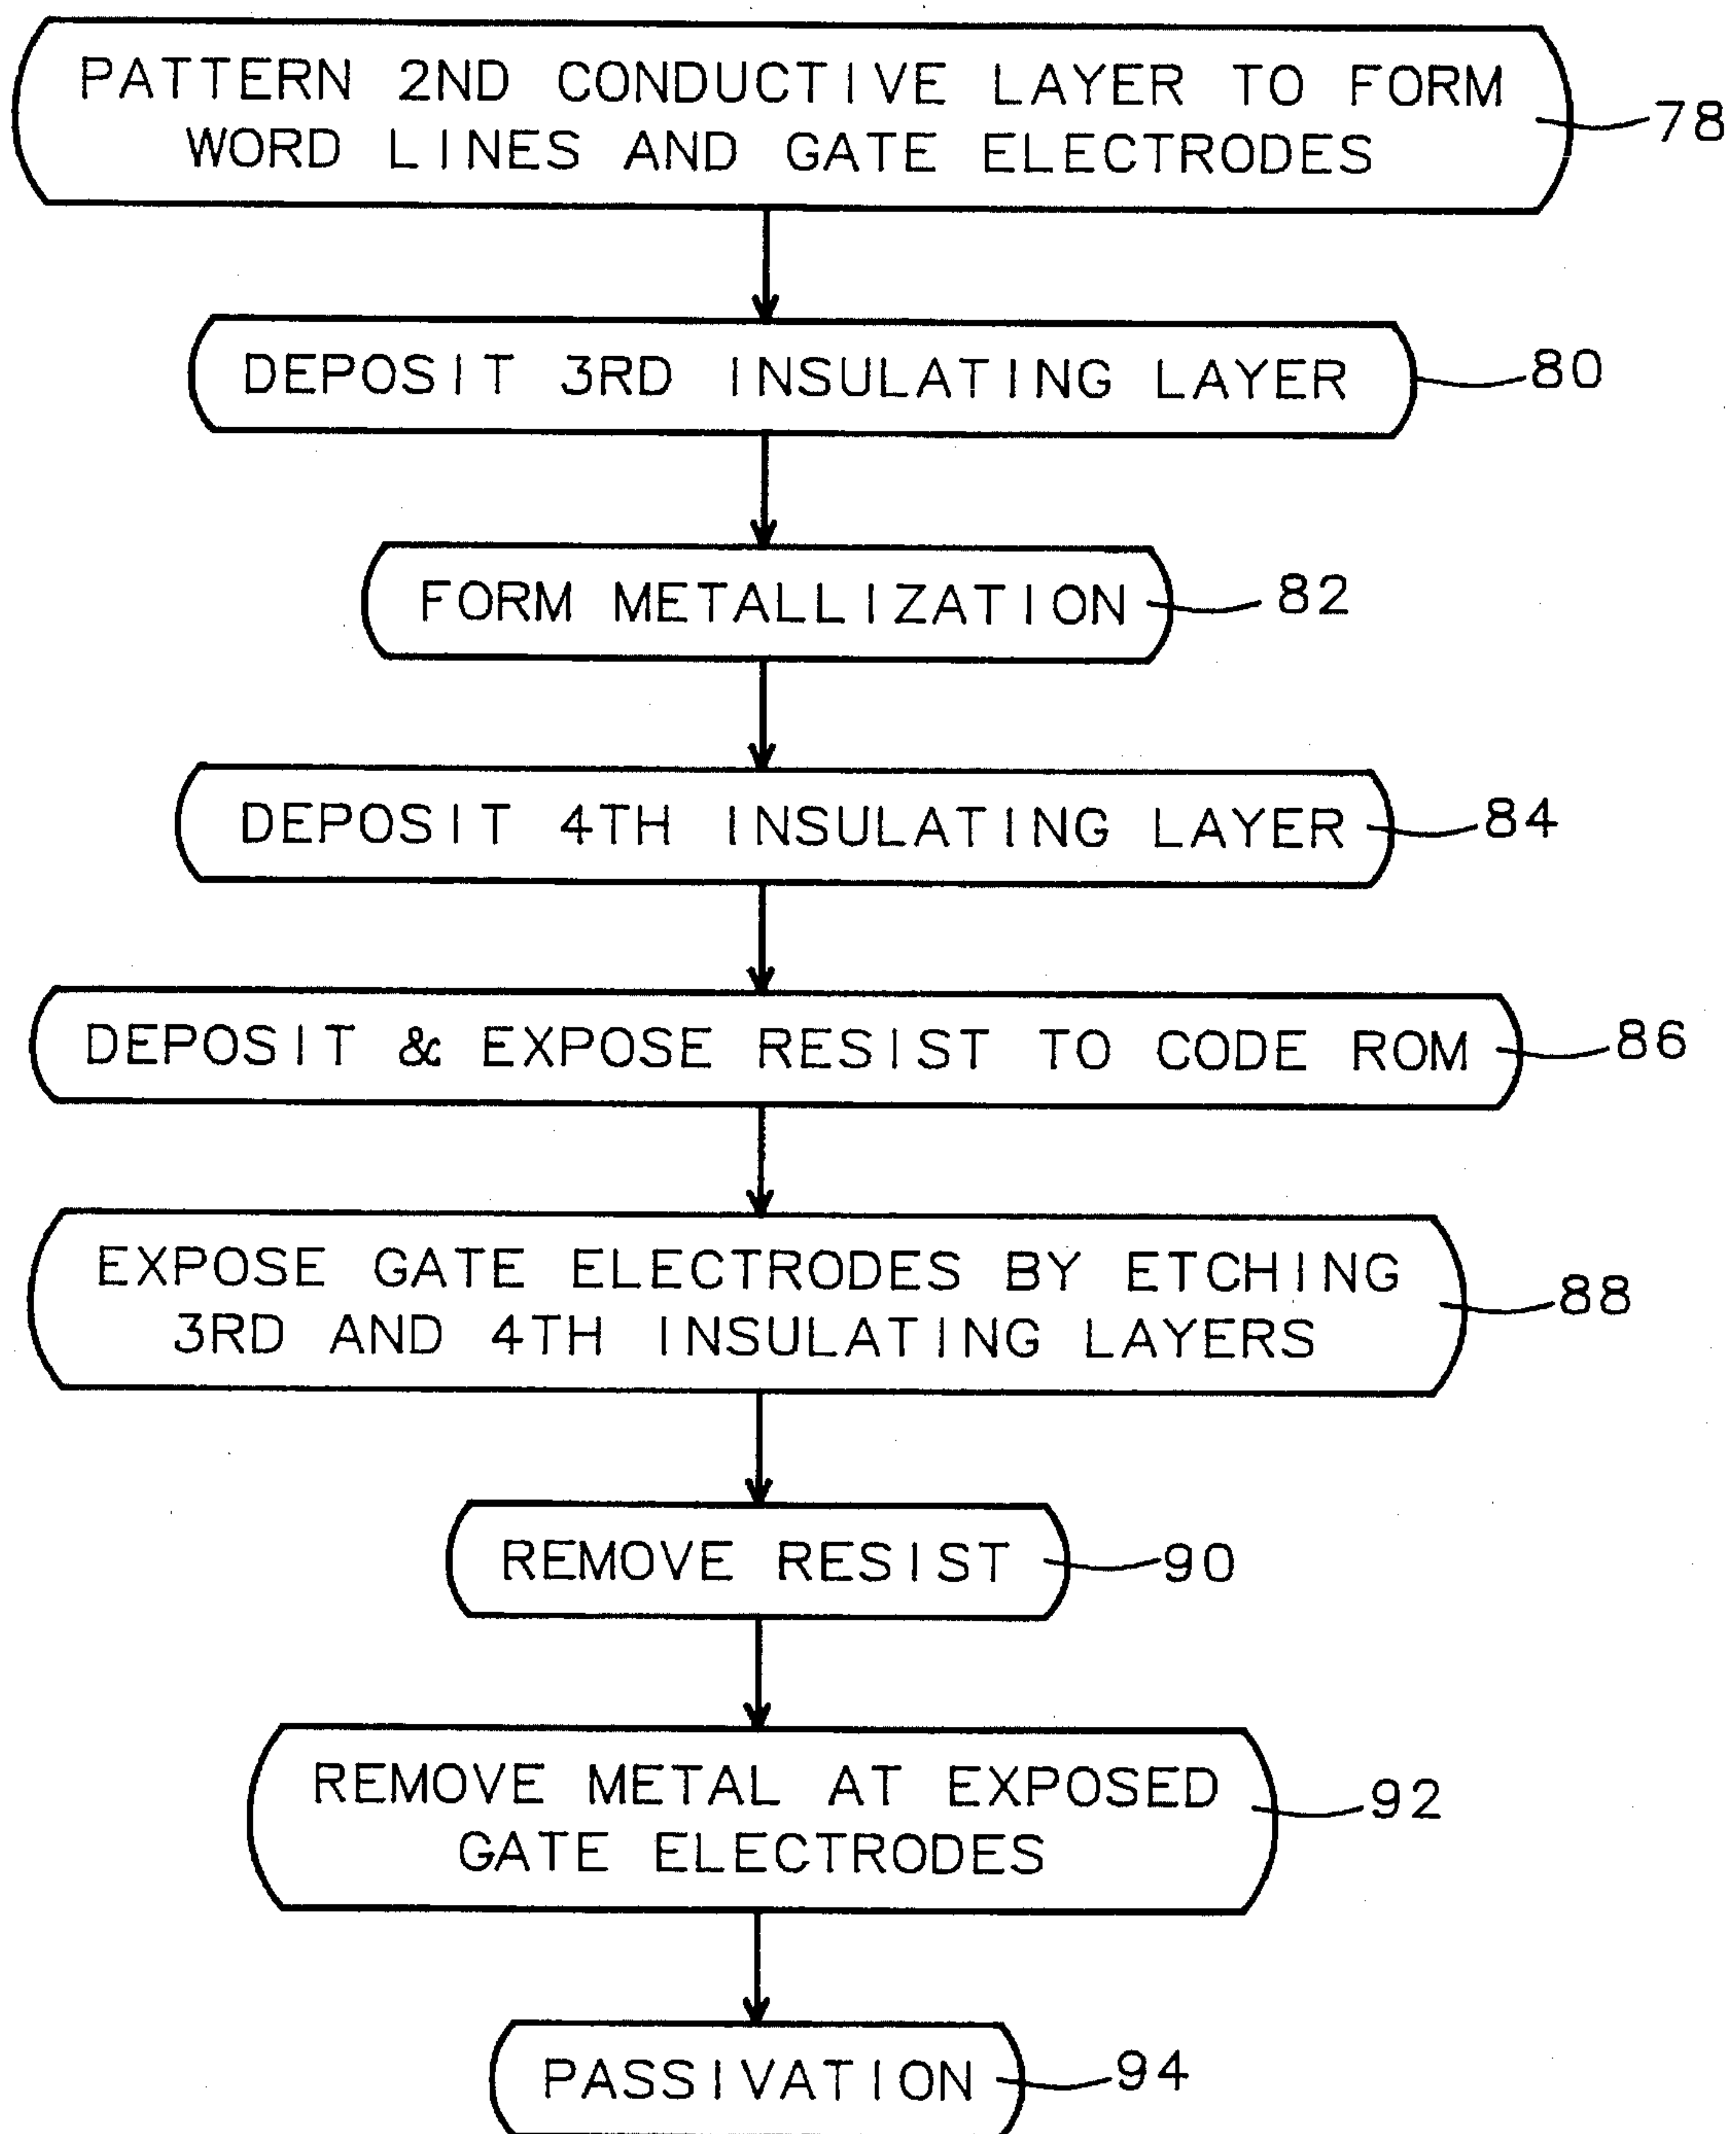 PATTERN 2ND CONDUCTIVE LAYER TO FORM
WORD LINES AND GATE ELECTRODES
78
DEPOSIT 3RD INSULATING LAYER
80
FORM METALLIZATION
82
DEPOSIT 4TH INSULATING LAYER
84
DEPOSIT & EXPOSE RESIST TO CODE ROM
86
EXPOSE GATE ELECTRODES BY ETCHING
3RD AND 4TH INSULATING LAYERS
88
REMOVE RESIST
90
REMOVE METAL AT EXPOSED
GATE ELECTRODES
92
PASSIVATION
94